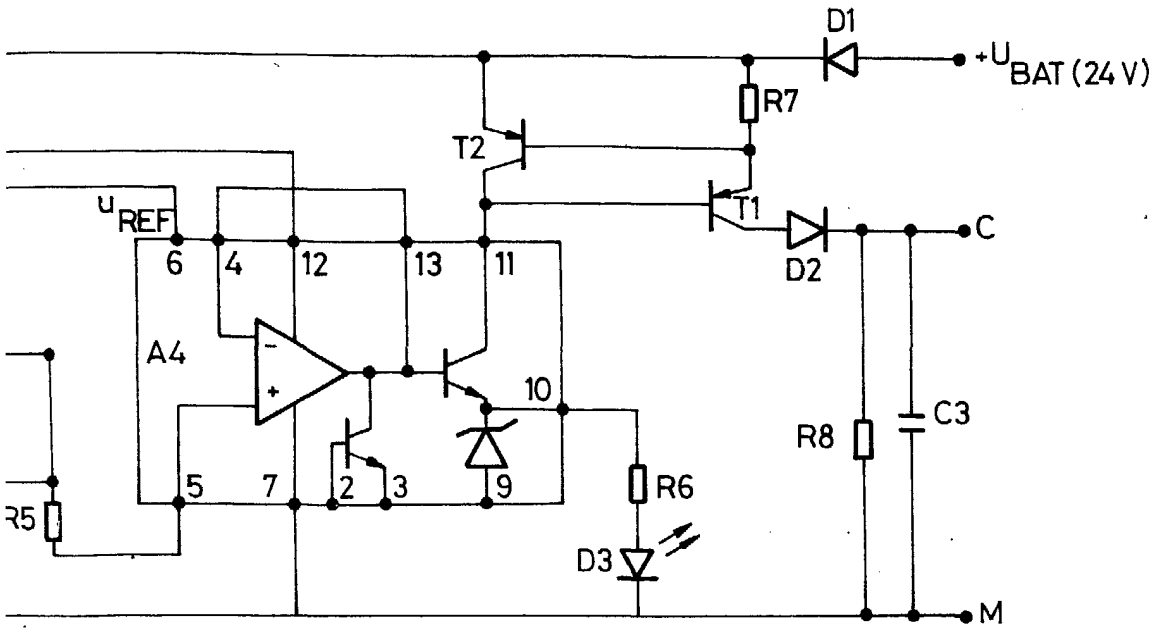 D1
+U BAT (24 V)
R7
T2
T1
u REF
C
6 4 12 13 11
D2
A4
-
+
10
C3
R8
5 7 2 3 9
R6
R5
D3
M